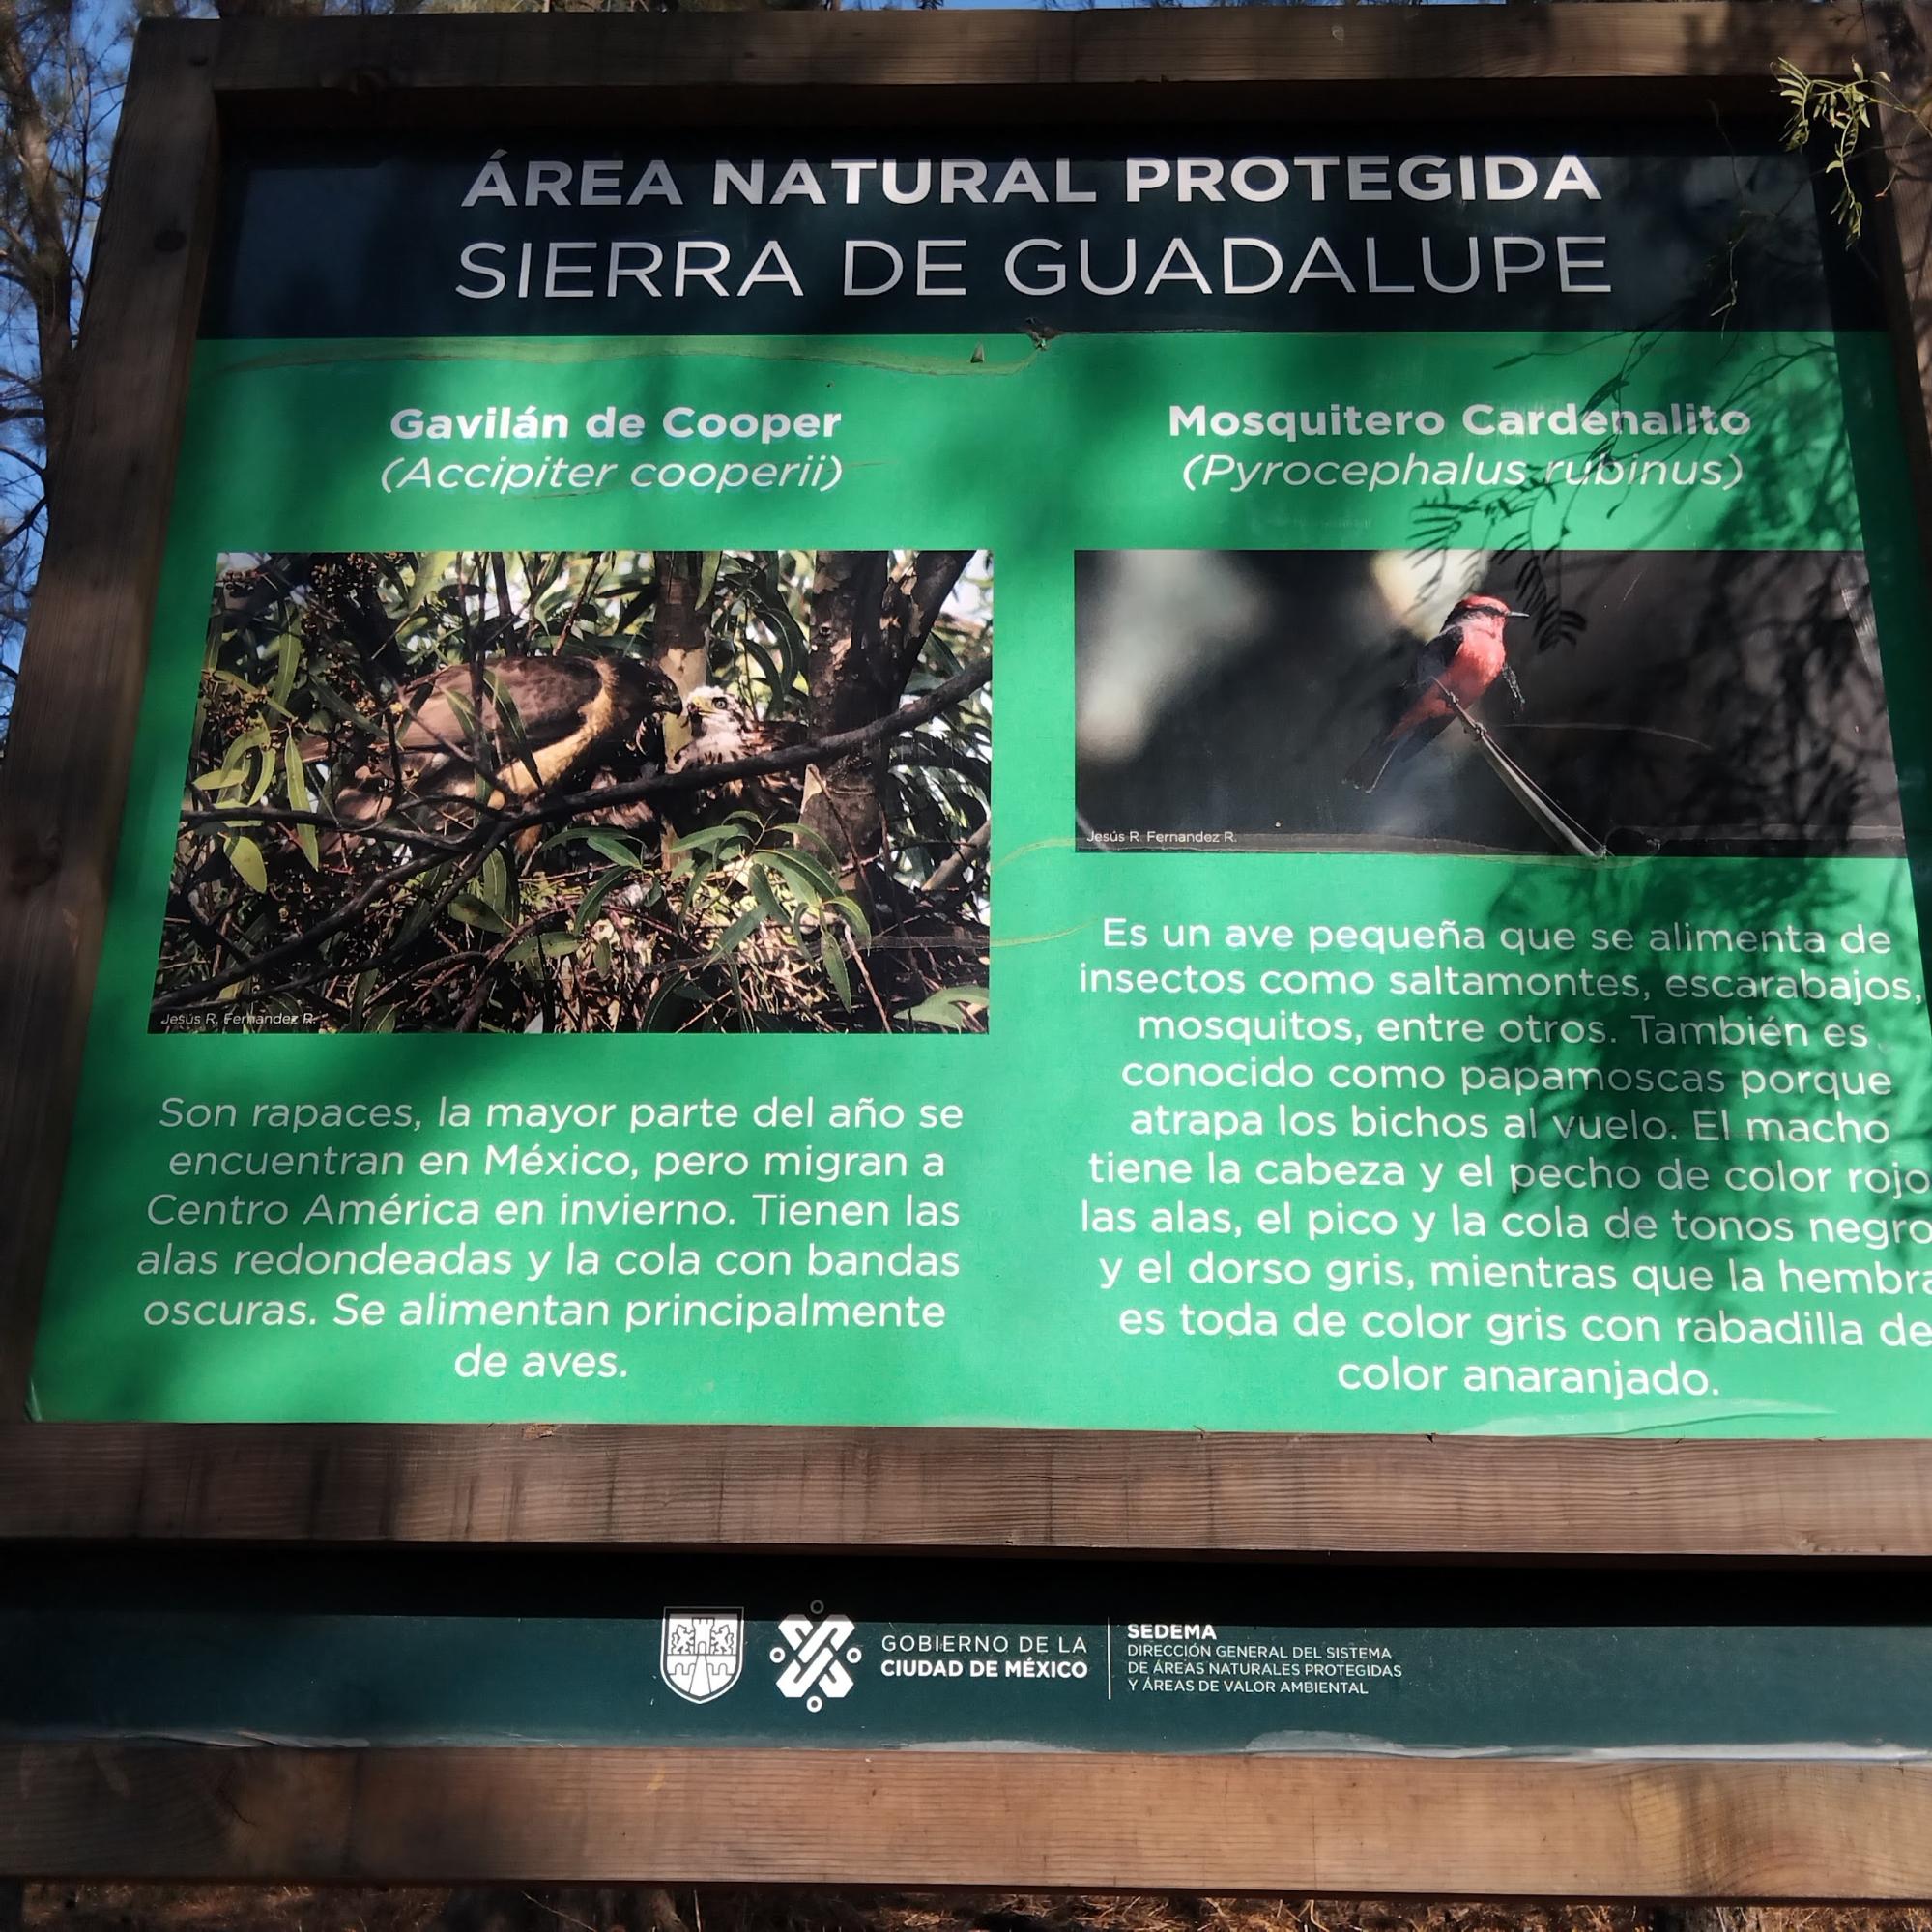 ÁREA NATURAL PROTEGIDA
SIERRA DE GUADALUPE
Gavilán de Cooper
(Accipiter cooperii)
Jesús R. Fernandez R.
Son rapaces, la mayor parte del año se
encuentran en México, pero migran a
Centro América en invierno. Tienen las
alas redondeadas y la cola con bandas
oscuras. Se alimentan principalmente
de aves.
Mosquitero Cardenalito
(Pyrocephalus rubinus)
Jesús R. Fernandez R.
Es un ave pequeña que se alimenta de
insectos como saltamontes, escarabajos,
mosquitos, entre otros. También es
conocido como papamoscas porque
atrapa los bichos al vuelo. El macho
tiene la cabeza y el pecho de color rojo
las alas, el pico y la cola de tonos negro
y el dorso gris, mientras que la hembra
es toda de color gris con rabadilla de
color anaranjado.
GOBIERNO DE LA
CIUDAD DE MÉXICO
SEDEMA
DIRECCIÓN GENERAL DEL SISTEMA
DE ÁREAS NATURALES PROTEGIDAS
Y ÁREAS DE VALOR AMBIENTAL